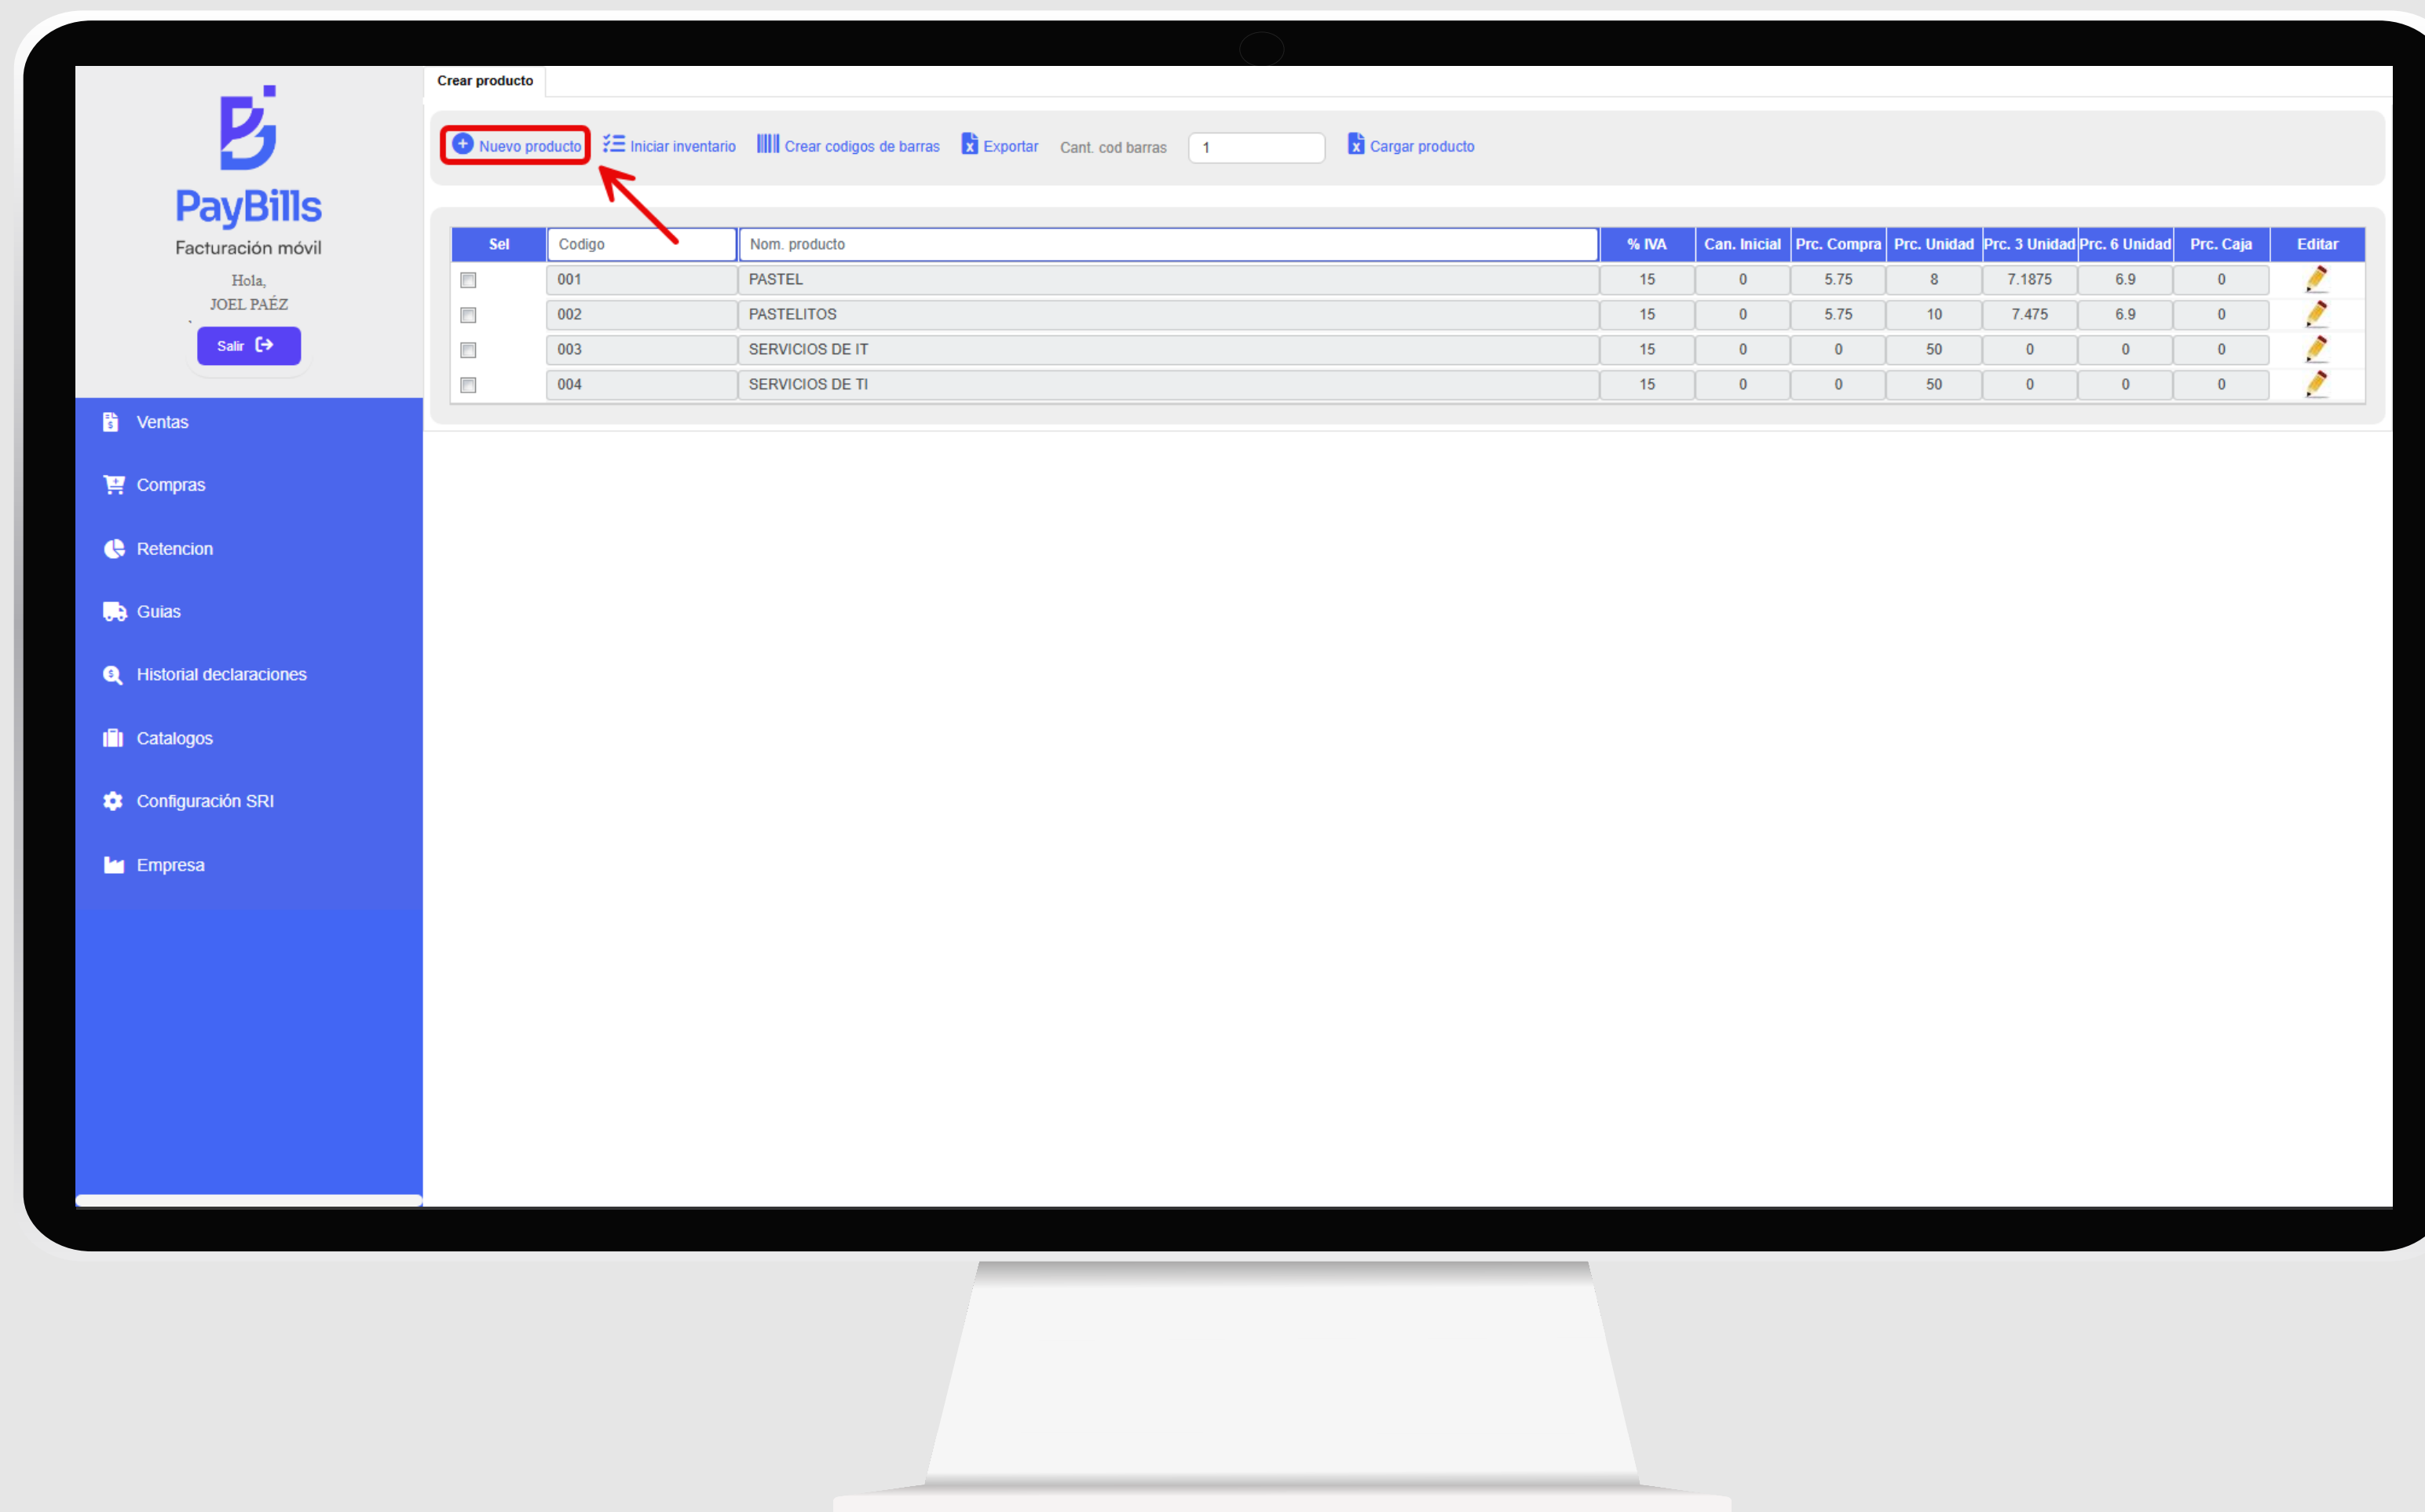 PayBills
Facturación móvil
Hola,
JOEL PAÉZ
Salir
Ventas
Compras
Retencion
Guias
Historial declaraciones
Catalogos
Configuración SRI
Empresa
Crear producto
Nuevo producto Iniciar inventario Crear codigos de barras Exportar Cant. cod barras 1 Cargar producto
Sel Codigo Nom. producto % IVA Can. Inicial Prc. Compra Prc. Unidad Prc. 3 Unidad Prc. 6 Unidad Prc. Caja Editar
001 PASTEL 15 0 5.75 8 7.1875 6.9 0
002 PASTELITOS 15 0 5.75 10 7.475 6.9 0
003 SERVICIOS DE IT 15 0 0 50 0 0 0
004 SERVICIOS DE TI 15 0 0 50 0 0 0